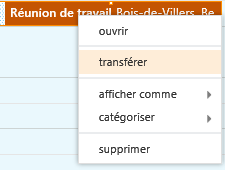 Réunion de travail Bois-de-Villers, Be
ouvrir
transférer
afficher comme
catégoriser
supprimer